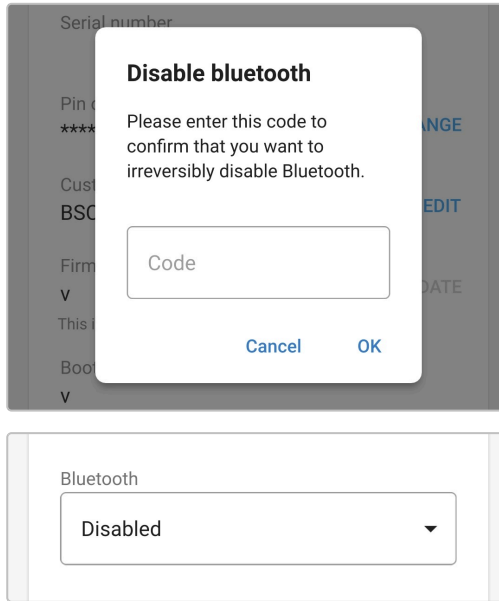 Serial number
Disable bluetooth
Pin
****
Please enter this code to
confirm that you want to
irreversibly disable Bluetooth.
ANGE
Cust
BSC
EDIT
Code
Firm
v
DATE
This i
Boot
v
Cancel
OK
Bluetooth
Disabled